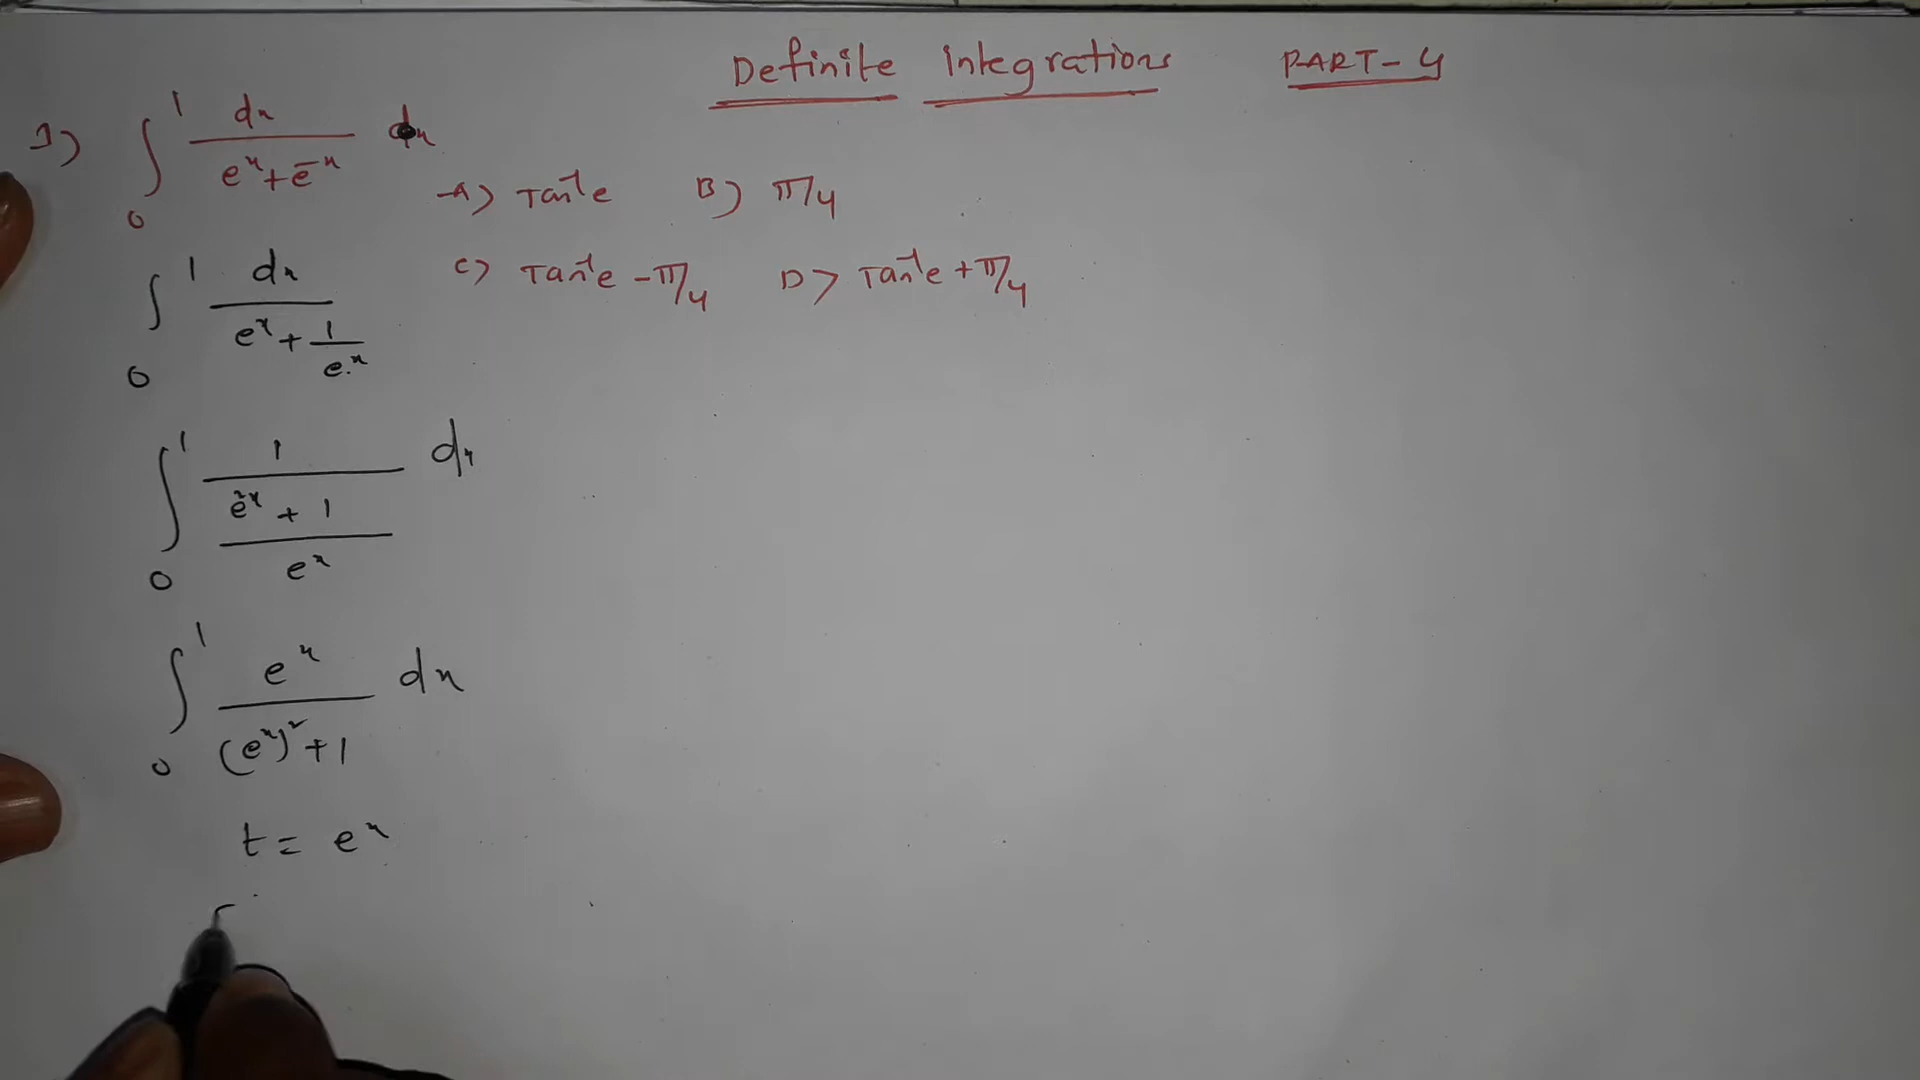 Definite Integrations PART-4
1) ∫₀¹ dx/(eˣ+e⁻ˣ) dx
A) Tan⁻¹e B) π/4
C) Tan⁻¹e - π/4 D) Tan⁻¹e + π/4
∫₀¹ dx/(eˣ + 1/eˣ)
∫₀¹ 1/((e²ˣ + 1)/eˣ) dx
∫₀¹ eˣ/((eˣ)² + 1) dx
t = eˣ